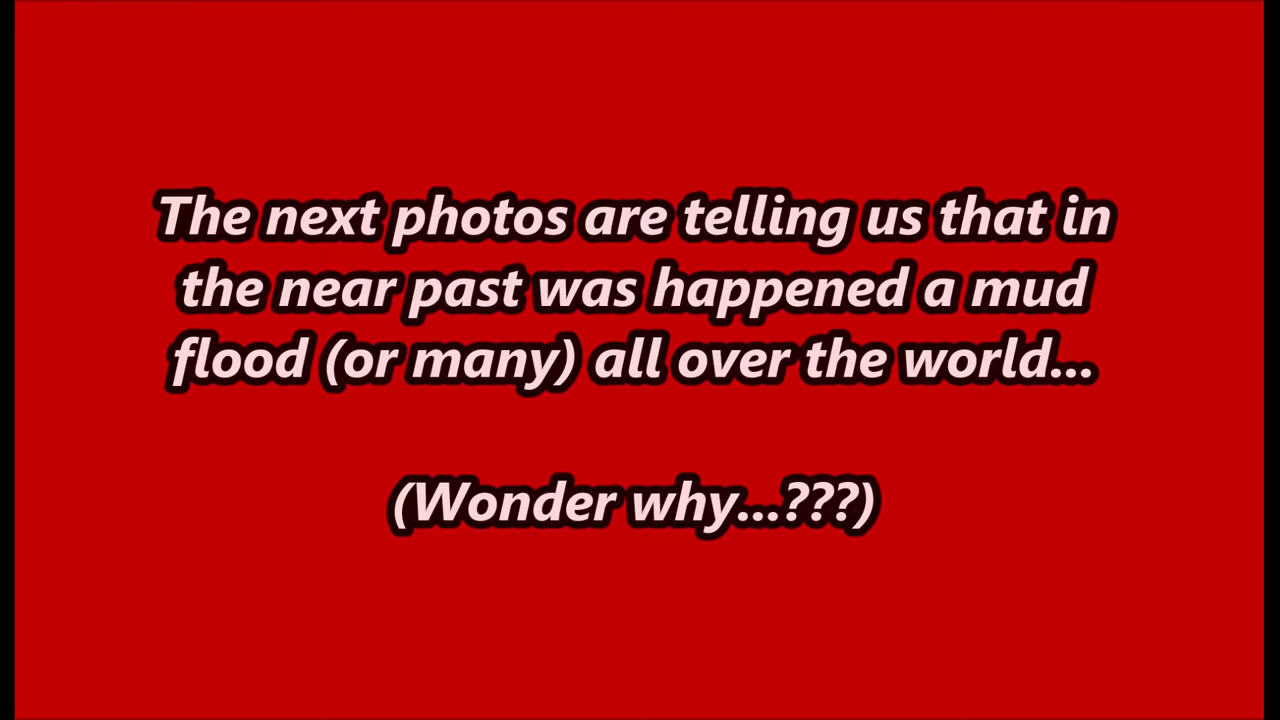 The next photos are telling us that in
the near past was happened a mud
flood (or many) all over the world...
(Wonder why...???)